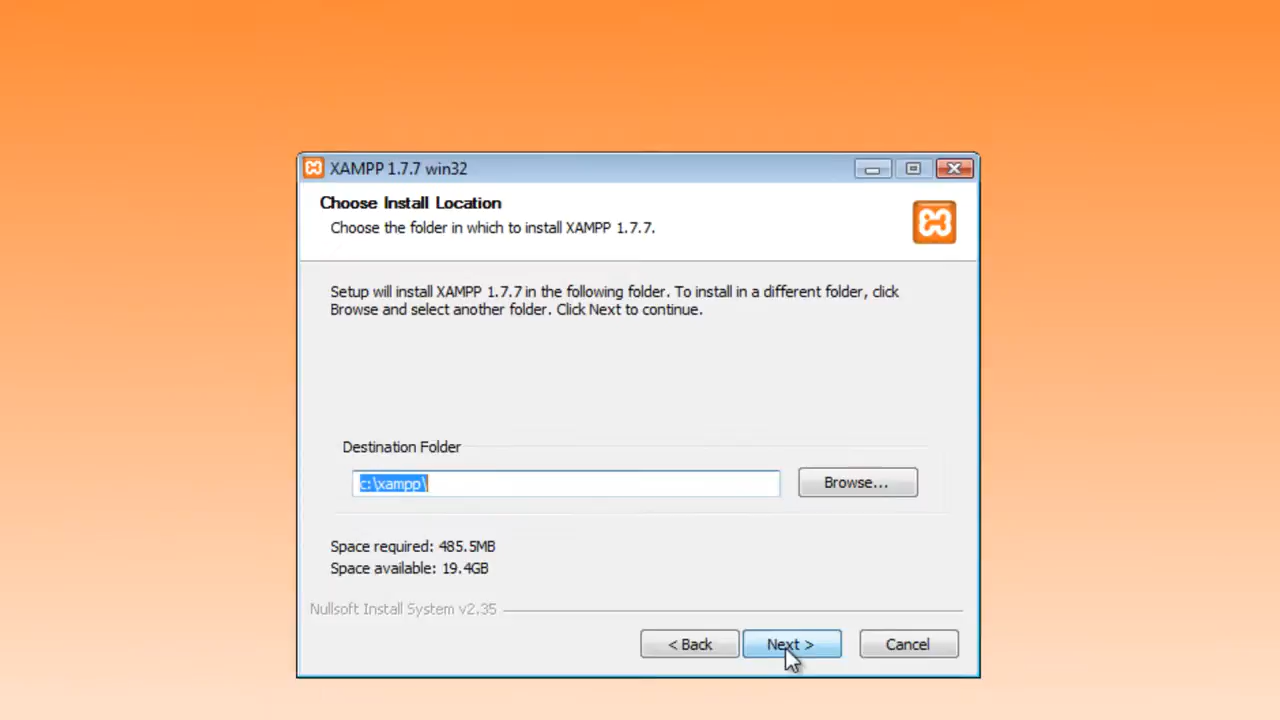 XAMPP 1.7.7 win32
Choose Install Location
Choose the folder in which to install XAMPP 1.7.7.
Setup will install XAMPP 1.7.7 in the following folder. To install in a different folder, click
Browse and select another folder. Click Next to continue.
Destination Folder
c:\xampp\
Browse...
Space required: 485.5MB
Space available: 19.4GB
Nullsoft Install System v2.35
< Back
Next >
Cancel